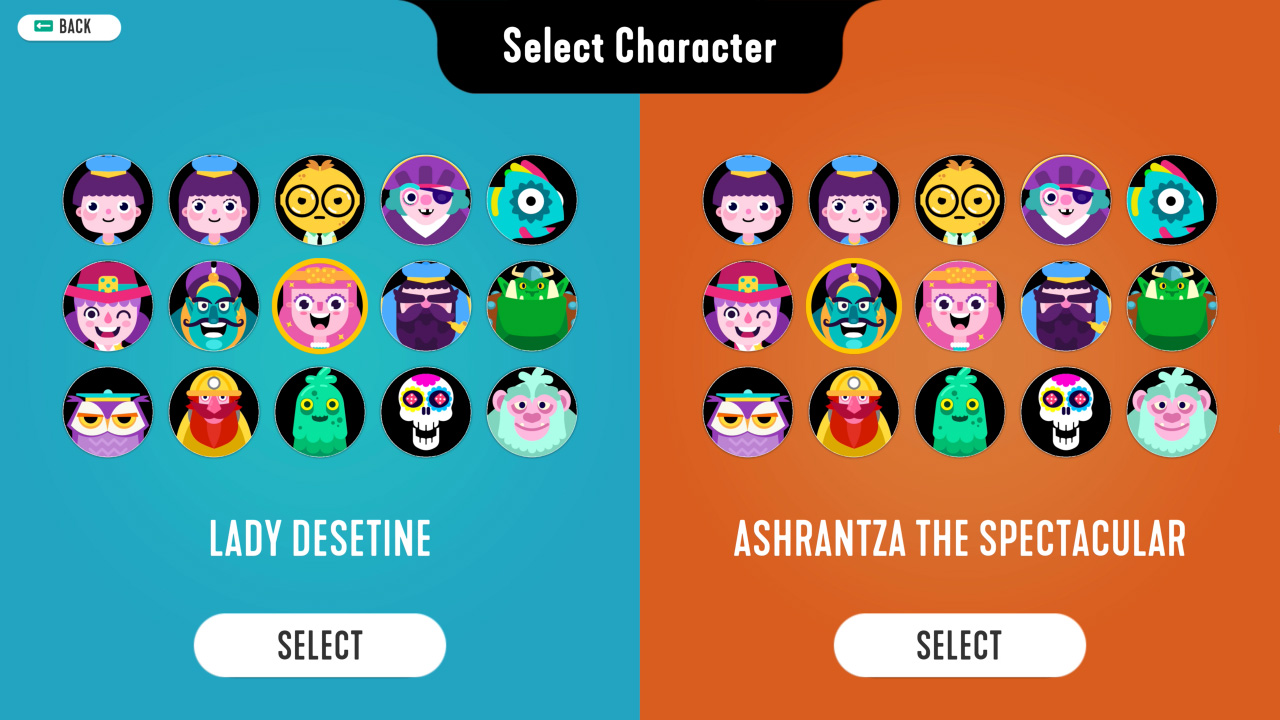 BACK
Select Character
LADY DESETINE
ASHRANTZA THE SPECTACULAR
SELECT
SELECT